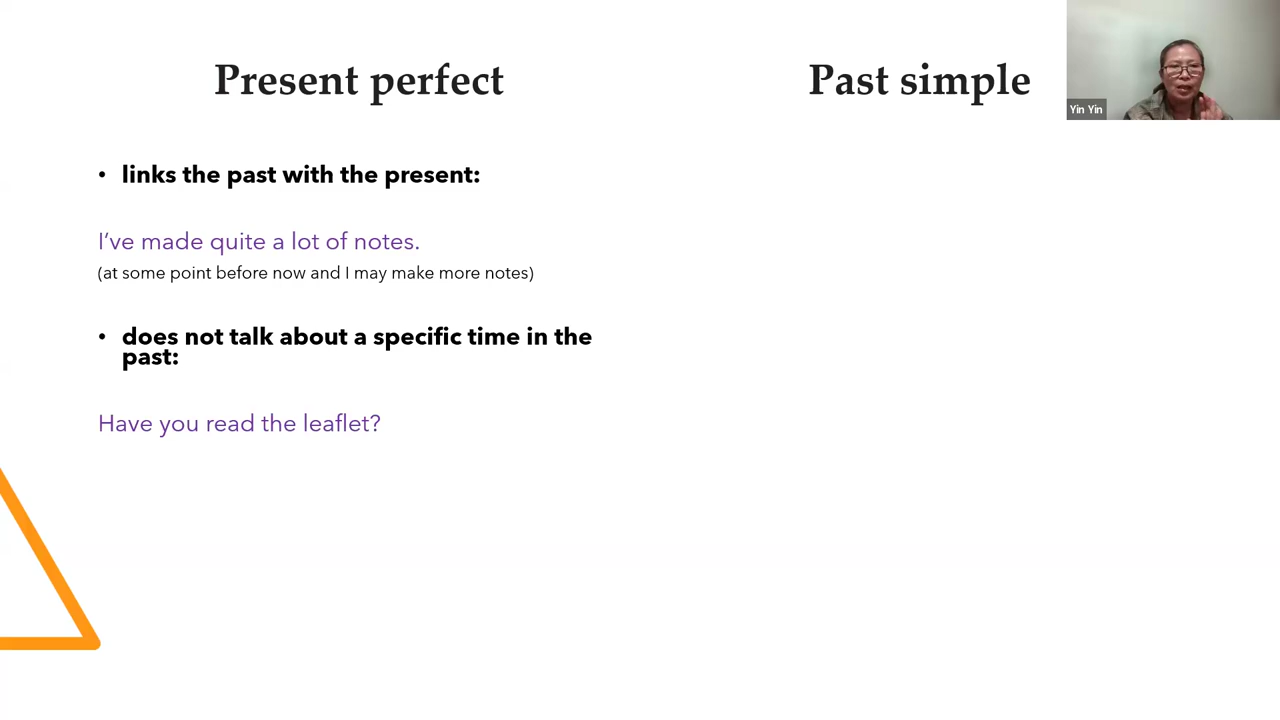 Present perfect
Past simple
Yin Yin
• links the past with the present:
I’ve made quite a lot of notes.
(at some point before now and I may make more notes)
• does not talk about a specific time in the
past:
Have you read the leaflet?